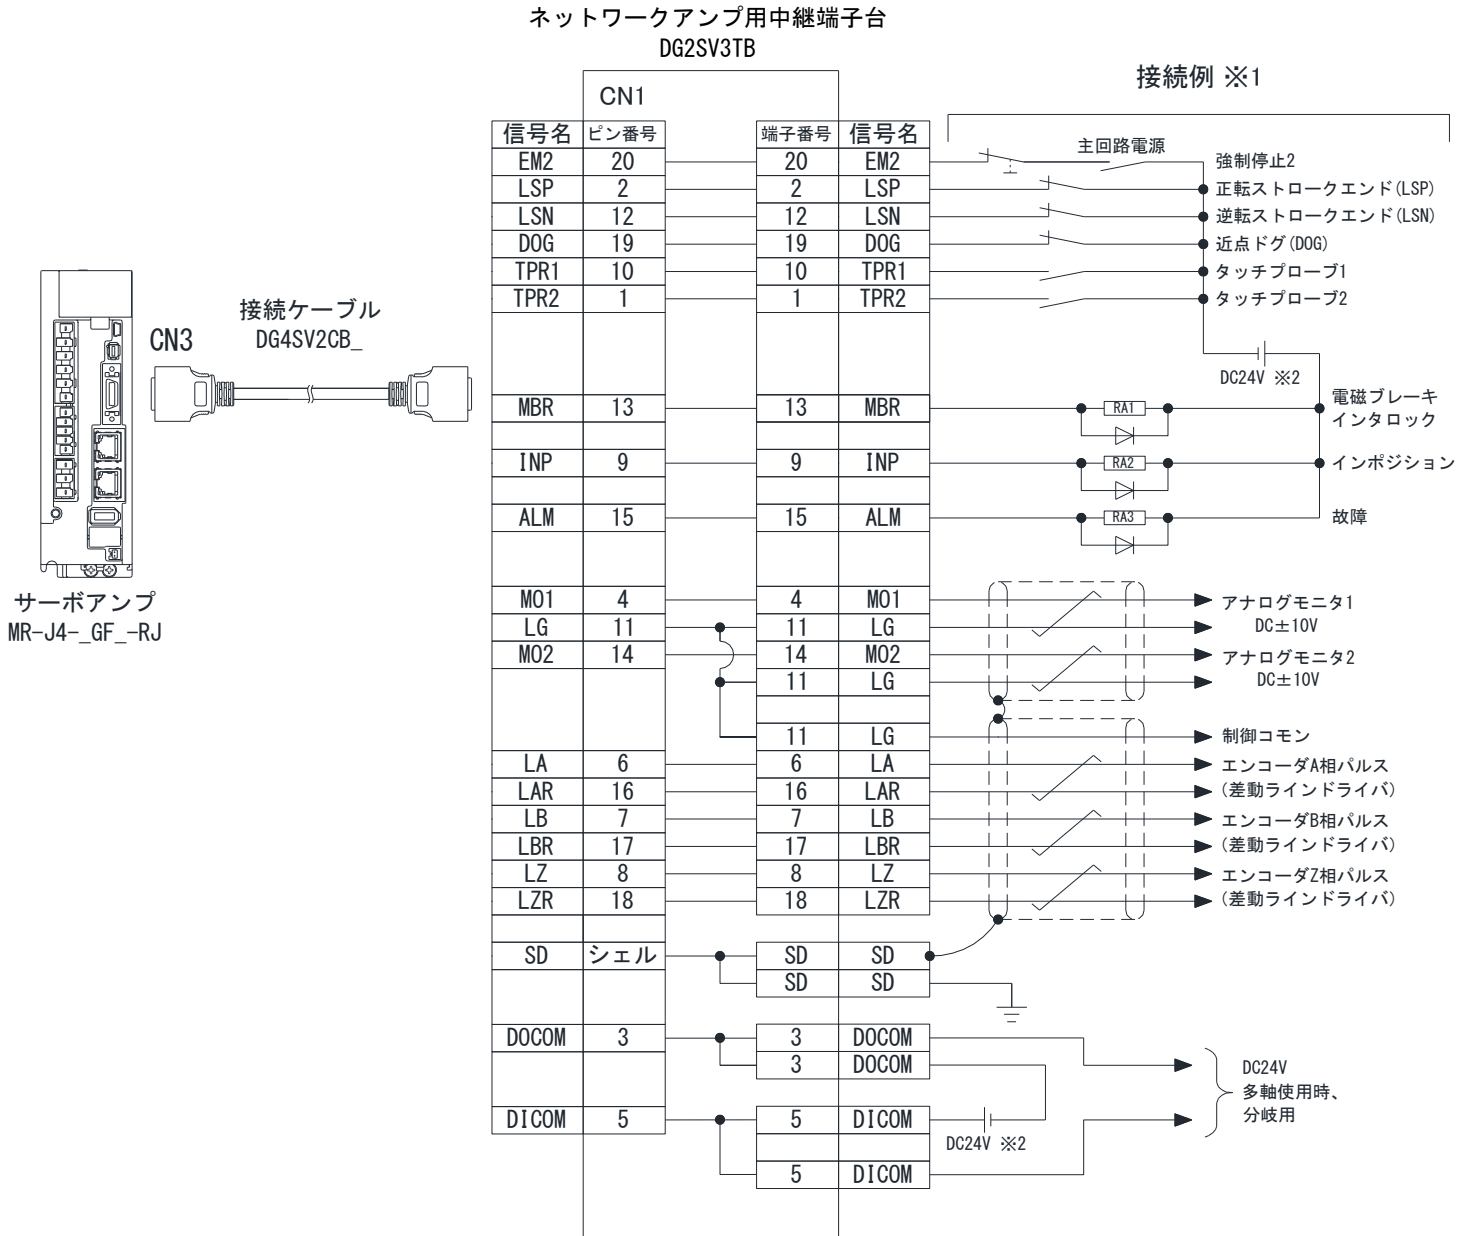 ネットワークアンプ用中継端子台
DG2SV3TB
接続例 ※1
CN1
信号名 ピン番号 端子番号 信号名
EM2 20 20 EM2 主回路電源 強制停止2
LSP 2 2 LSP 正転ストロークエンド(LSP)
LSN 12 12 LSN 逆転ストロークエンド(LSN)
DOG 19 19 DOG 近点ドグ(DOG)
TPR1 10 10 TPR1 タッチプローブ1
TPR2 1 1 TPR2 タッチプローブ2
接続ケーブル
CN3 DG4SV2CB_
DC24V ※2
MBR 13 13 MBR RA1 電磁ブレーキ
インタロック
INP 9 9 INP RA2 インポジション
ALM 15 15 ALM RA3 故障
サーボアンプ
MR-J4-_GF_-RJ
MO1 4 4 MO1 アナログモニタ1
LG 11 11 LG DC±10V
MO2 14 14 MO2 アナログモニタ2
11 LG DC±10V
11 LG 制御コモン
LA 6 6 LA エンコーダA相パルス
LAR 16 16 LAR (差動ラインドライバ)
LB 7 7 LB エンコーダB相パルス
LBR 17 17 LBR (差動ラインドライバ)
LZ 8 8 LZ エンコーダZ相パルス
LZR 18 18 LZR (差動ラインドライバ)
SD シェル SD SD
SD SD
DOCOM 3 3 DOCOM
3 DOCOM
DC24V
多軸使用時、
分岐用
DICOM 5 5 DICOM
DC24V ※2
5 DICOM